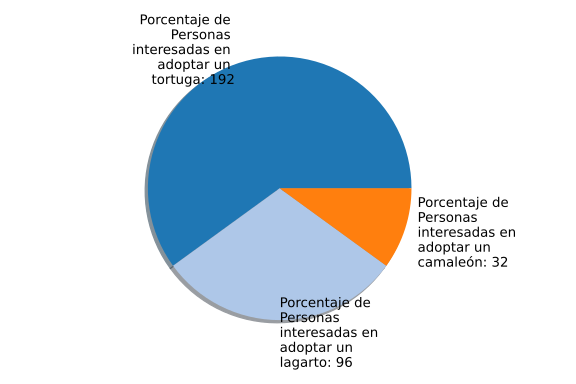 Porcentaje de
Personas
interesadas en
adoptar un
tortuga: 192
Porcentaje de
Personas
interesadas en
adoptar un
camaleón: 32
Porcentaje de
Personas
interesadas en
adoptar un
lagarto: 96